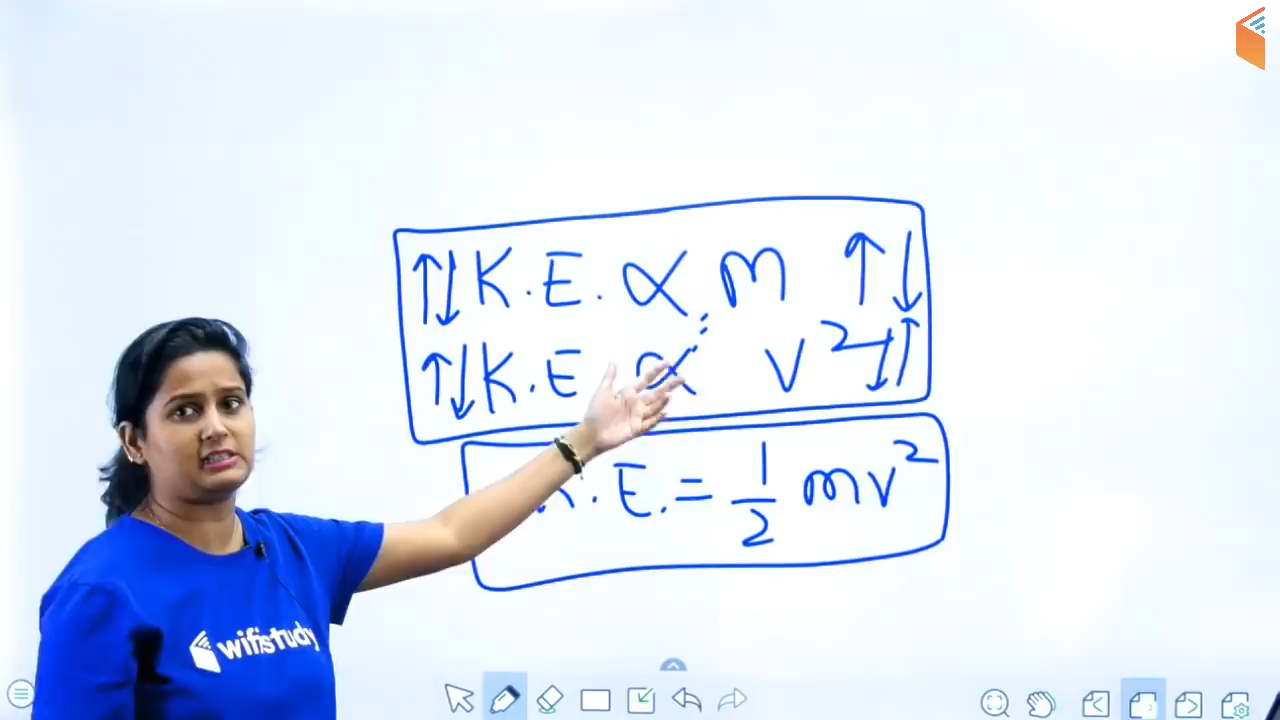 ↑↓ K.E. ∝ m ↑↓
↑↓ K.E ∝ v² → ↓↑
K.E. = 1/2 mv²
wifistudy